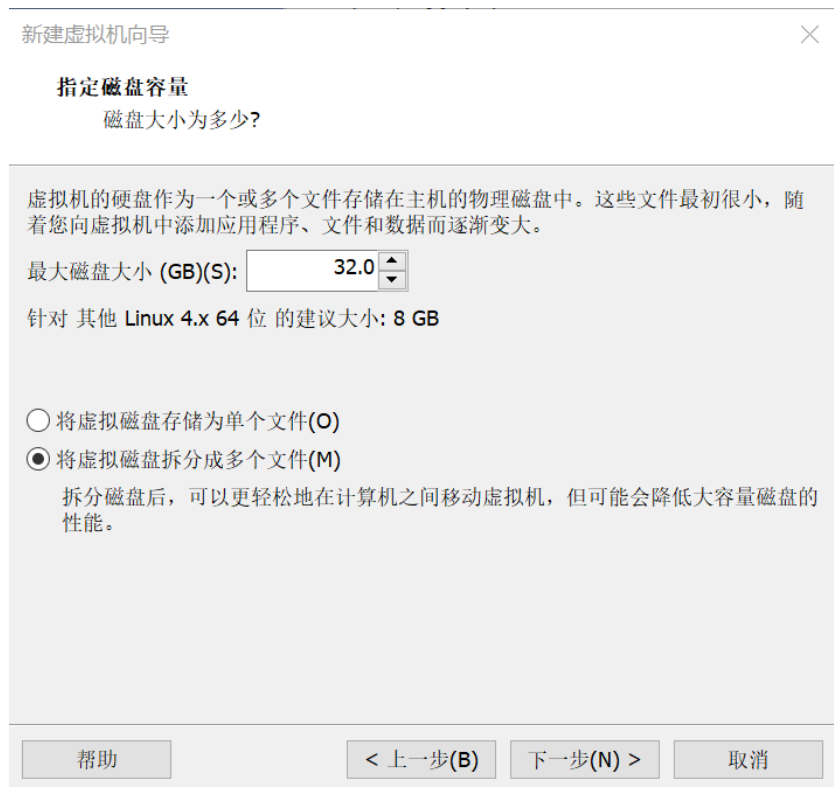 新建虚拟机向导
指定磁盘容量
磁盘大小为多少?
虚拟机的硬盘作为一个或多个文件存储在主机的物理磁盘中。这些文件最初很小，随
着您向虚拟机中添加应用程序、文件和数据而逐渐变大。
最大磁盘大小 (GB)(S): 32.0
针对 其他 Linux 4.x 64 位 的建议大小: 8 GB
将虚拟磁盘存储为单个文件(O)
将虚拟磁盘拆分成多个文件(M)
拆分磁盘后，可以更轻松地在计算机之间移动虚拟机，但可能会降低大容量磁盘的
性能。
帮助 < 上一步(B) 下一步(N) > 取消